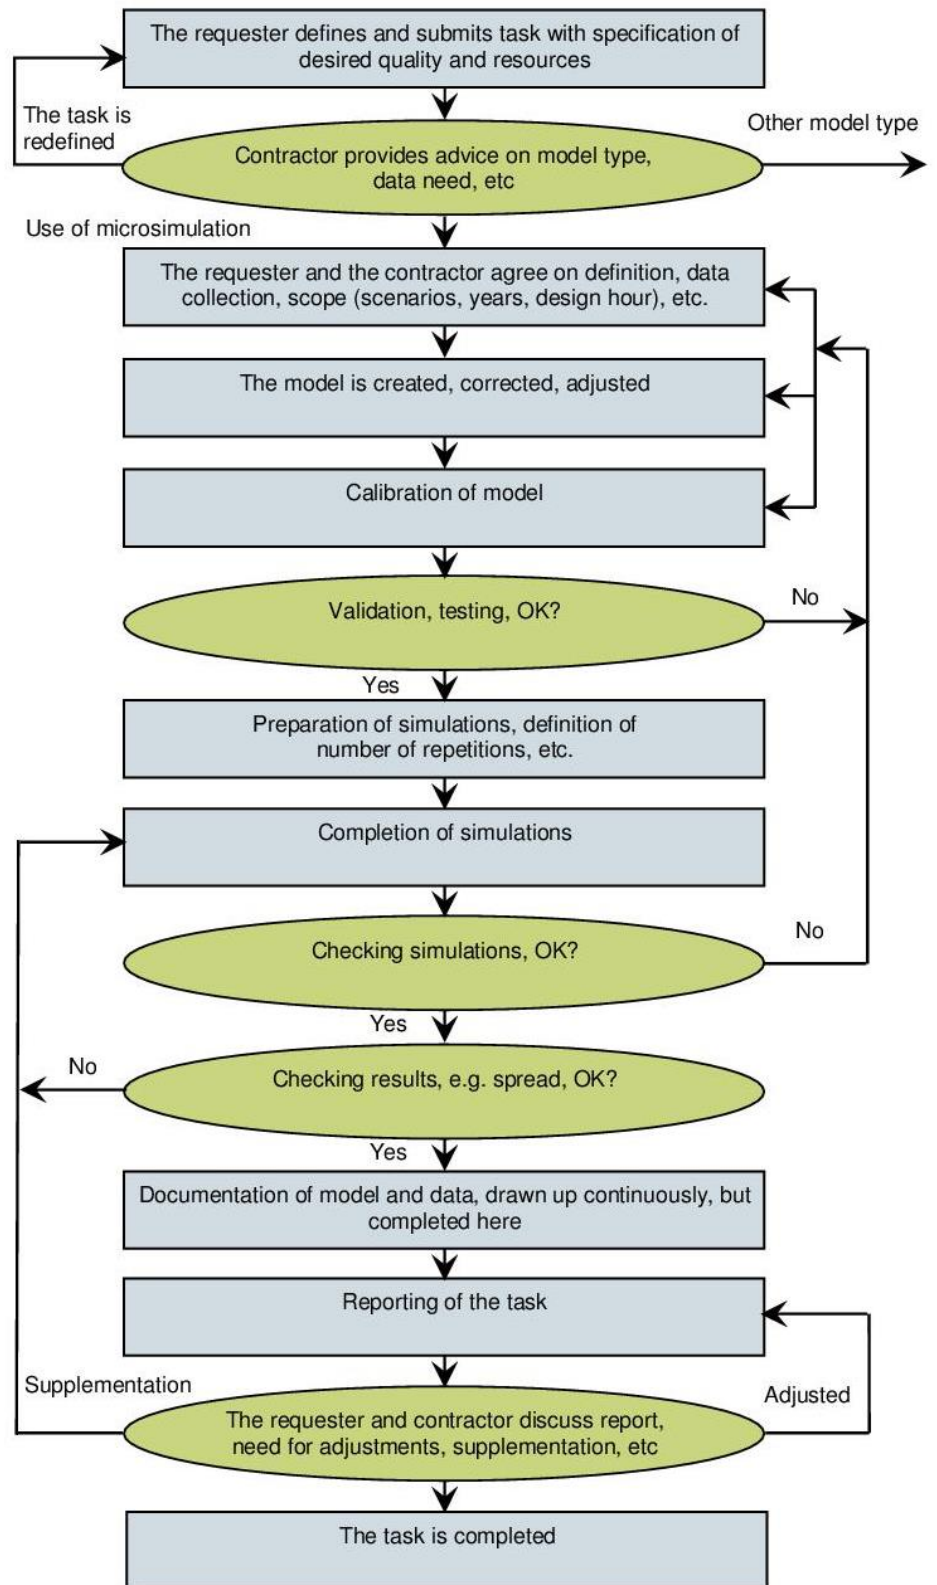 The requester defines and submits task with specification of
desired quality and resources
The task is
redefined
Other model type
Contractor provides advice on model type,
data need, etc
Use of microsimulation
The requester and the contractor agree on definition, data
collection, scope (scenarios, years, design hour), etc.
The model is created, corrected, adjusted
Calibration of model
Validation, testing, OK?
No
Yes
Preparation of simulations, definition of
number of repetitions, etc.
Completion of simulations
Checking simulations, OK?
No
Yes
No
Checking results, e.g. spread, OK?
Yes
Documentation of model and data, drawn up continuously, but
completed here
Reporting of the task
Supplementation
Adjusted
The requester and contractor discuss report,
need for adjustments, supplementation, etc
The task is completed